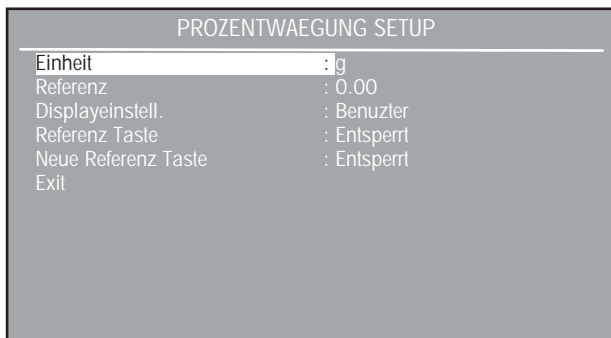 PROZENTWAEGUNG SETUP
Einheit : g
Referenz : 0.00
Displayeinstell. : Benuzter
Referenz Taste : Entsperrt
Neue Referenz Taste : Entsperrt
Exit